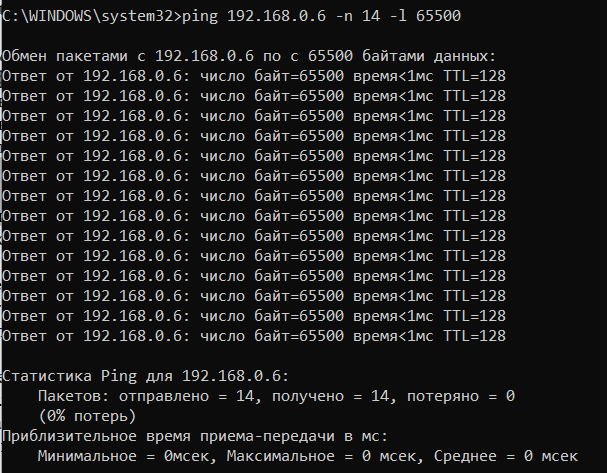 C:\WINDOWS\system32>ping 192.168.0.6 -n 14 -l 65500
Обмен пакетами с 192.168.0.6 по с 65500 байтами данных:
Ответ от 192.168.0.6: число байт=65500 время<1мс TTL=128
Ответ от 192.168.0.6: число байт=65500 время<1мс TTL=128
Ответ от 192.168.0.6: число байт=65500 время<1мс TTL=128
Ответ от 192.168.0.6: число байт=65500 время<1мс TTL=128
Ответ от 192.168.0.6: число байт=65500 время<1мс TTL=128
Ответ от 192.168.0.6: число байт=65500 время<1мс TTL=128
Ответ от 192.168.0.6: число байт=65500 время<1мс TTL=128
Ответ от 192.168.0.6: число байт=65500 время<1мс TTL=128
Ответ от 192.168.0.6: число байт=65500 время<1мс TTL=128
Ответ от 192.168.0.6: число байт=65500 время<1мс TTL=128
Ответ от 192.168.0.6: число байт=65500 время<1мс TTL=128
Ответ от 192.168.0.6: число байт=65500 время<1мс TTL=128
Ответ от 192.168.0.6: число байт=65500 время<1мс TTL=128
Ответ от 192.168.0.6: число байт=65500 время<1мс TTL=128
Статистика Ping для 192.168.0.6:
Пакетов: отправлено = 14, получено = 14, потеряно = 0
(0% потерь)
Приблизительное время приема-передачи в мс:
Минимальное = 0мсек, Максимальное = 0 мсек, Среднее = 0 мсек